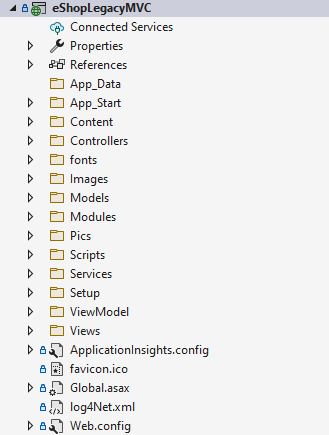 eShopLegacyMVC
Connected Services
Properties
References
App_Data
App_Start
Content
Controllers
fonts
Images
Models
Modules
Pics
Scripts
Services
Setup
ViewModel
Views
ApplicationInsights.config
favicon.ico
Global.asax
log4Net.xml
Web.config